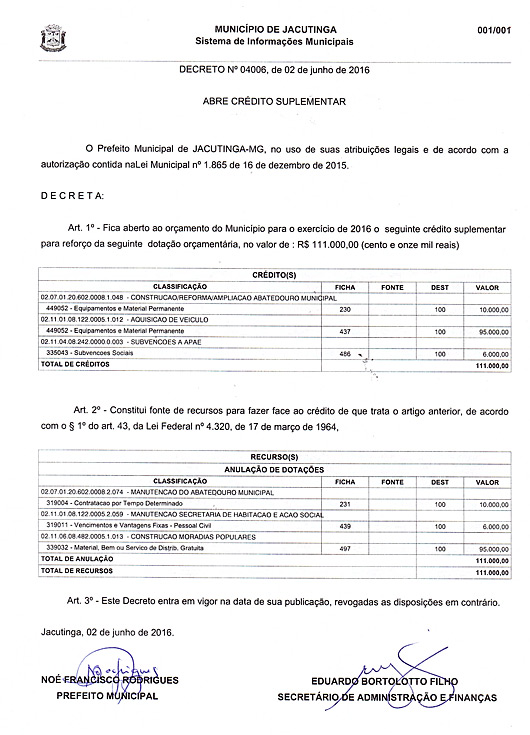 MUNICÍPIO DE JACUTINGA 001/001
Sistema de Informações Municipais
DECRETO Nº 04006, de 02 de junho de 2016
ABRE CRÉDITO SUPLEMENTAR
O Prefeito Municipal de JACUTINGA-MG, no uso de suas atribuições legais e de acordo com a
autorização contida naLei Municipal nº 1.865 de 16 de dezembro de 2015.
D E C R E T A:
Art. 1º - Fica aberto ao orçamento do Município para o exercício de 2016 o seguinte crédito suplementar
para reforço da seguinte dotação orçamentária, no valor de : R$ 111.000,00 (cento e onze mil reais)
CRÉDITO(S)
CLASSIFICAÇÃO FICHA FONTE DEST VALOR
02.07.01.20.602.0008.1.048 - CONSTRUCAO/REFORMA/AMPLIACAO ABATEDOURO MUNICIPAL
449052 - Equipamentos e Material Permanente 230 100 10.000,00
02.11.01.08.122.0005.1.012 - AQUISICAO DE VEICULO
449052 - Equipamentos e Material Permanente 437 100 95.000,00
02.11.04.08.242.0000.0.003 - SUBVENCOES A APAE
335043 - Subvencoes Sociais 486 100 6.000,00
TOTAL DE CRÉDITOS 111.000,00
Art. 2º - Constitui fonte de recursos para fazer face ao crédito de que trata o artigo anterior, de acordo
com o § 1º do art. 43, da Lei Federal nº 4.320, de 17 de março de 1964,
RECURSO(S)
ANULAÇÃO DE DOTAÇÕES
CLASSIFICAÇÃO FICHA FONTE DEST VALOR
02.07.01.20.602.0008.2.074 - MANUTENCAO DO ABATEDOURO MUNICIPAL
319004 - Contratacao por Tempo Determinado 231 100 10.000,00
02.11.01.08.122.0005.2.059 - MANUTENCAO SECRETARIA DE HABITACAO E ACAO SOCIAL
319011 - Vencimentos e Vantagens Fixas - Pessoal Civil 439 100 6.000,00
02.11.06.08.482.0005.1.013 - CONSTRUCAO MORADIAS POPULARES
339032 - Material, Bem ou Servico de Distrib. Gratuita 497 100 95.000,00
TOTAL DE ANULAÇÃO 111.000,00
TOTAL DE RECURSOS 111.000,00
Art. 3º - Este Decreto entra em vigor na data de sua publicação, revogadas as disposições em contrário.
Jacutinga, 02 de junho de 2016.
NOÉ FRANCISCO RODRIGUES EDUARDO BORTOLOTTO FILHO
PREFEITO MUNICIPAL SECRETÁRIO DE ADMINISTRAÇÃO E FINANÇAS